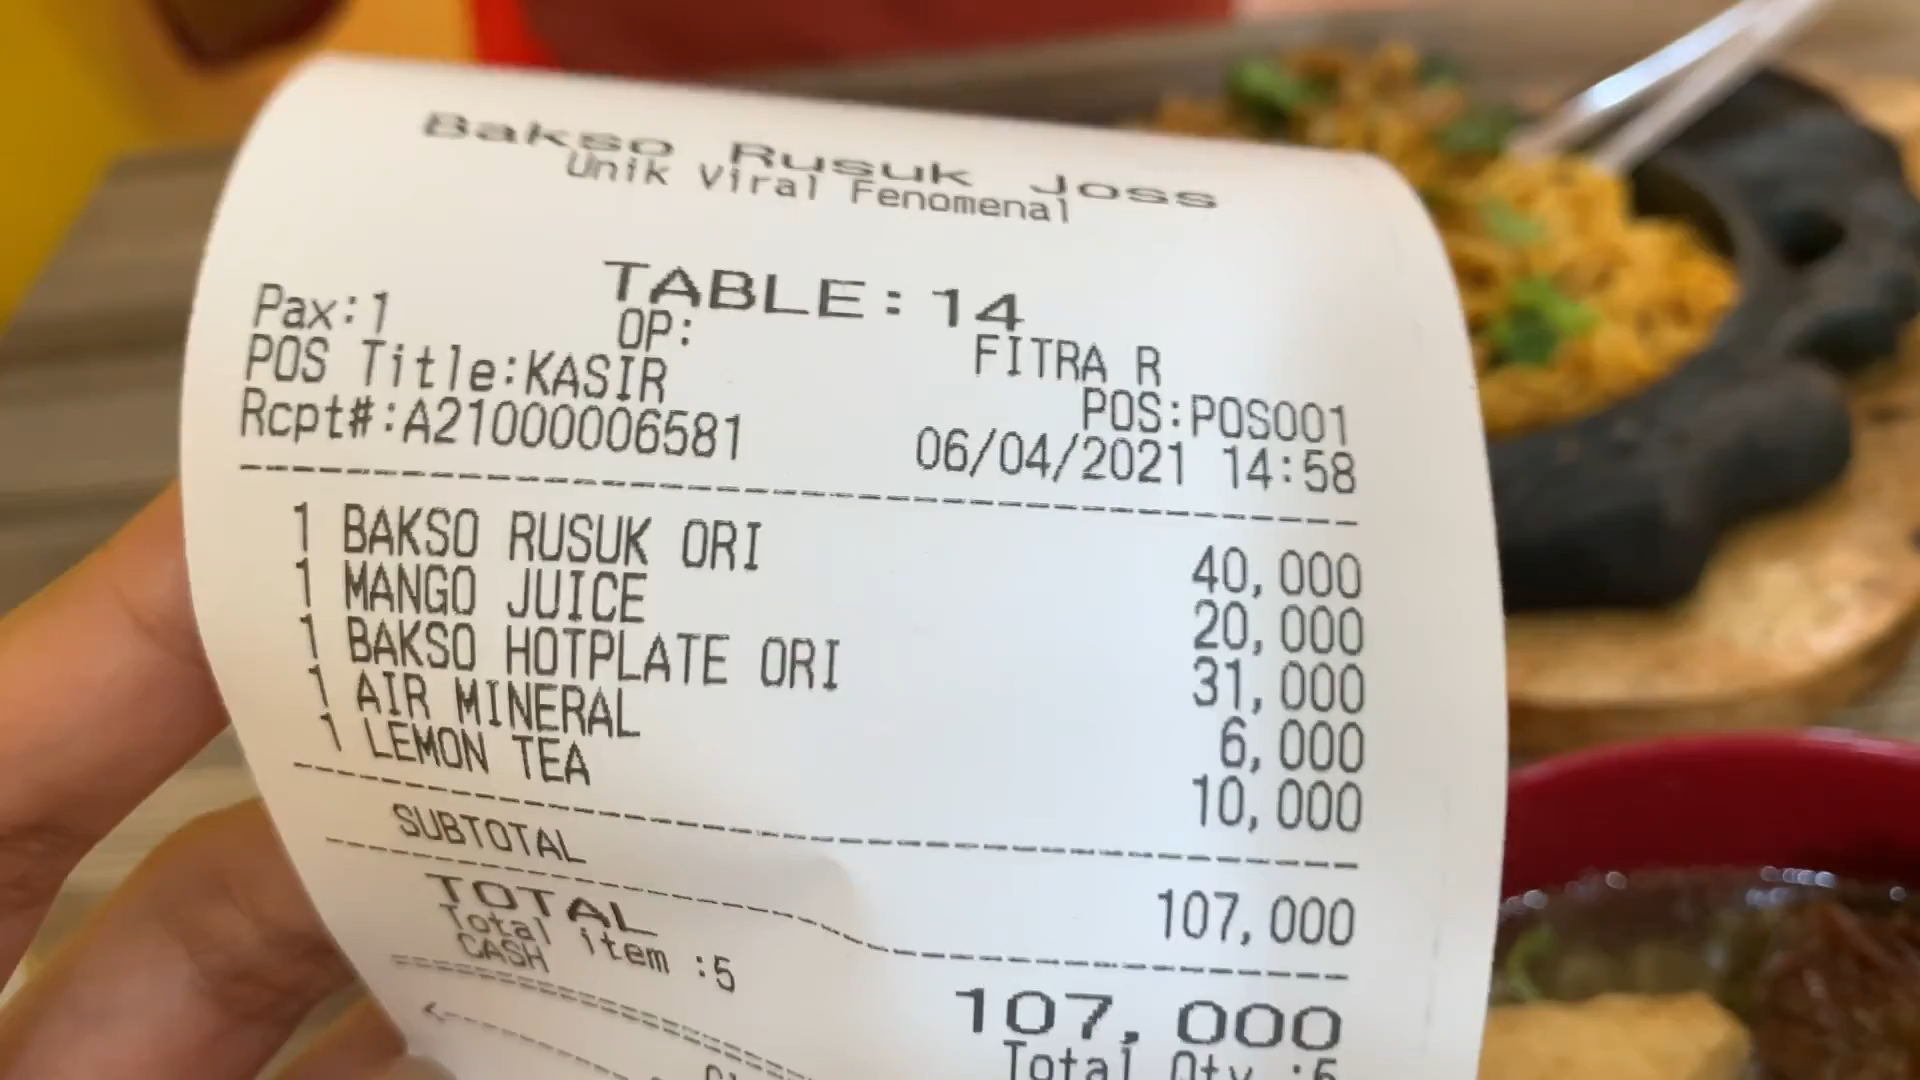 Bakso Rusuk Joss
Unik Viral Fenomenal
TABLE: 14
Pax:1 OP: FITRA R
POS Title:KASIR POS:POS001
Rcpt#:A21000006581 06/04/2021 14:58
1 BAKSO RUSUK ORI 40,000
1 MANGO JUICE 20,000
1 BAKSO HOTPLATE ORI 31,000
1 AIR MINERAL 6,000
1 LEMON TEA 10,000
SUBTOTAL 107,000
TOTAL 107,000
Total item :5 Total Qty :5
CASH